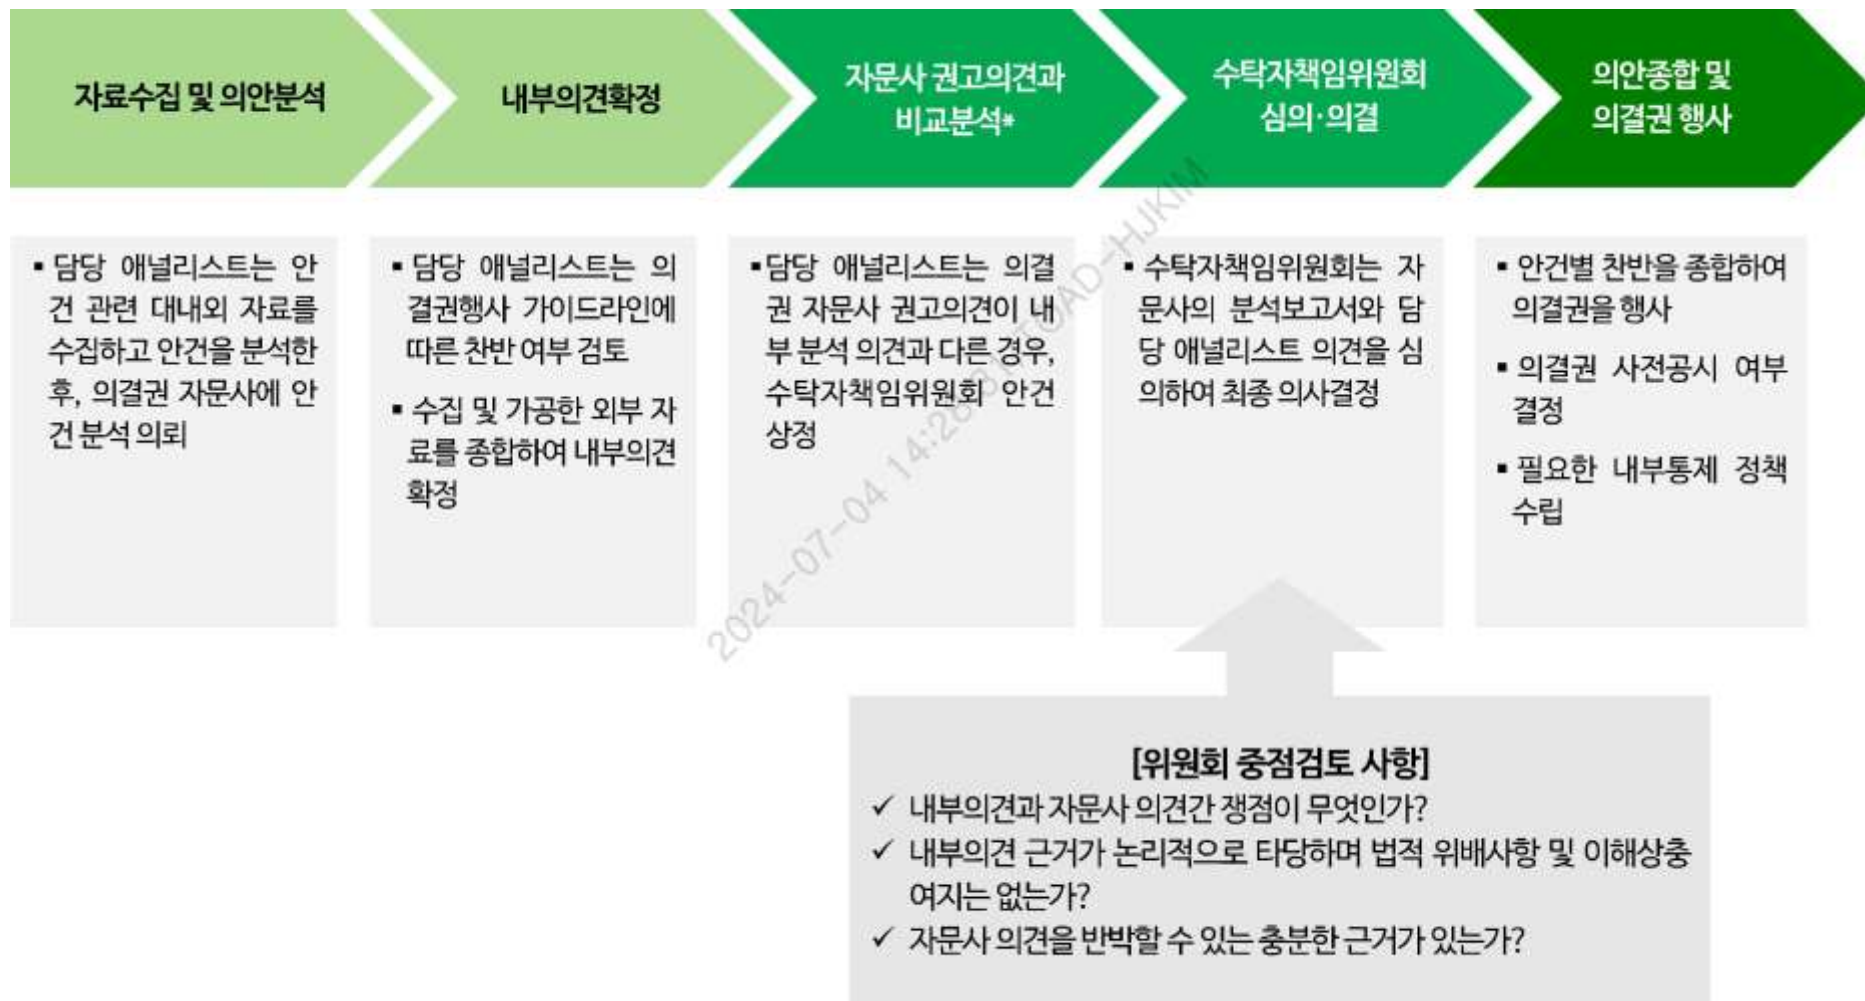 자료수집 및 의안분석
내부의견확정
자문사 권고의견과
비교분석*
수탁자책임위원회
심의·의결
의안종합 및
의결권 행사
▪ 담당 애널리스트는 안
건 관련 대내외 자료를
수집하고 안건을 분석한
후, 의결권 자문사에 안
건 분석 의뢰
▪ 담당 애널리스트는 의
결권행사 가이드라인에
따른 찬반 여부 검토
▪ 수집 및 가공한 외부 자
료를 종합하여 내부의견
확정
▪담당 애널리스트는 의결
권 자문사 권고의견이 내
부 분석 의견과 다른 경우,
수탁자책임위원회 안건
상정
▪ 수탁자책임위원회는 자
문사의 분석보고서와 담
당 애널리스트 의견을 심
의하여 최종 의사결정
▪ 안건별 찬반을 종합하여
의결권을 행사
▪ 의결권 사전공시 여부
결정
▪ 필요한 내부통제 정책
수립
[위원회 중점검토 사항]
✓ 내부의견과 자문사 의견간 쟁점이 무엇인가?
✓ 내부의견 근거가 논리적으로 타당하며 법적 위배사항 및 이해상충
여지는 없는가?
✓ 자문사 의견을 반박할 수 있는 충분한 근거가 있는가?
2024-07-04 14:28